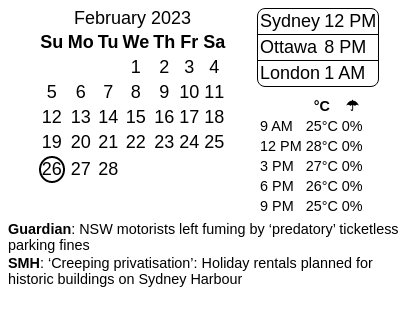 February 2023
Su Mo Tu We Th Fr Sa
1 2 3 4
5 6 7 8 9 10 11
12 13 14 15 16 17 18
19 20 21 22 23 24 25
26 27 28
Sydney 12 PM
Ottawa 8 PM
London 1 AM
°C ☂
9 AM 25°C 0%
12 PM 28°C 0%
3 PM 27°C 0%
6 PM 26°C 0%
9 PM 25°C 0%
Guardian: NSW motorists left fuming by ‘predatory’ ticketless
parking fines
SMH: ‘Creeping privatisation’: Holiday rentals planned for
historic buildings on Sydney Harbour